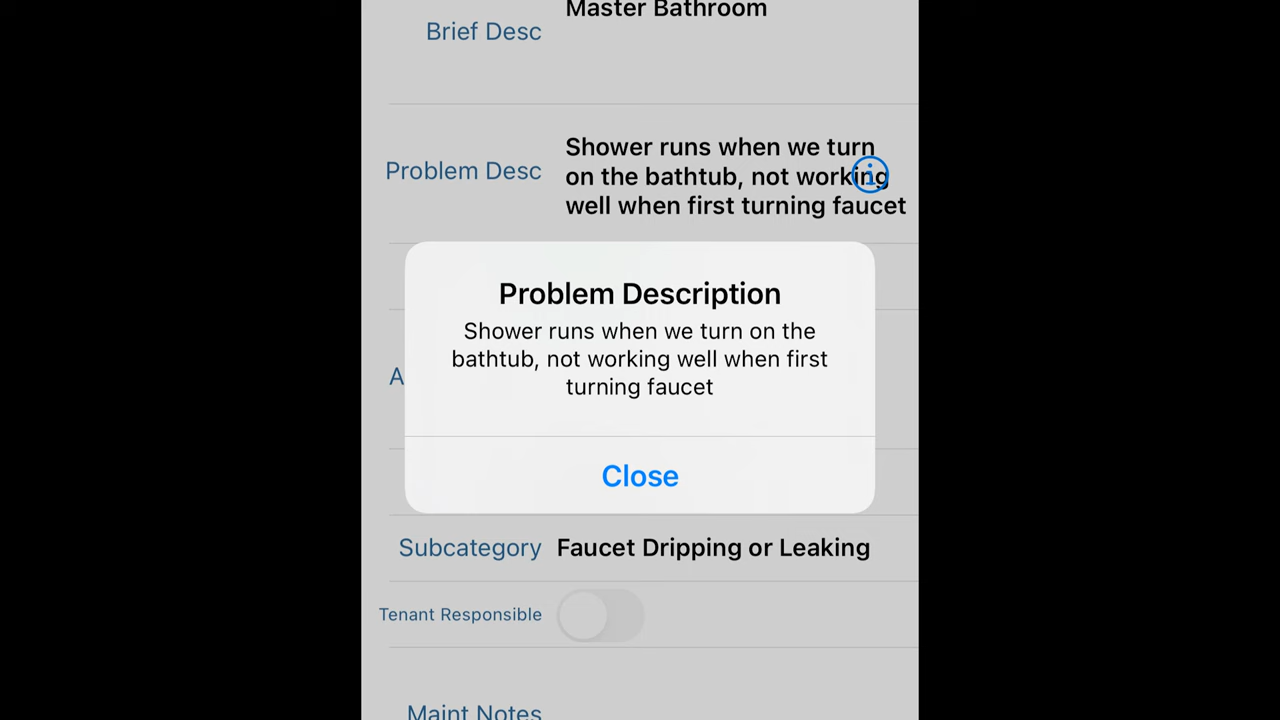 Master Bathroom
Brief Desc
Shower runs when we turn
on the bathtub, not working
well when first turning faucet
Problem Desc
Problem Description
Shower runs when we turn on the
bathtub, not working well when first
turning faucet
A
Close
Subcategory Faucet Dripping or Leaking
Tenant Responsible
Maint Notes